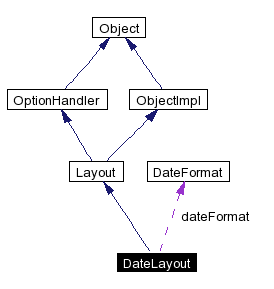 Object
OptionHandler
ObjectImpl
Layout
DateFormat
dateFormat
DateLayout